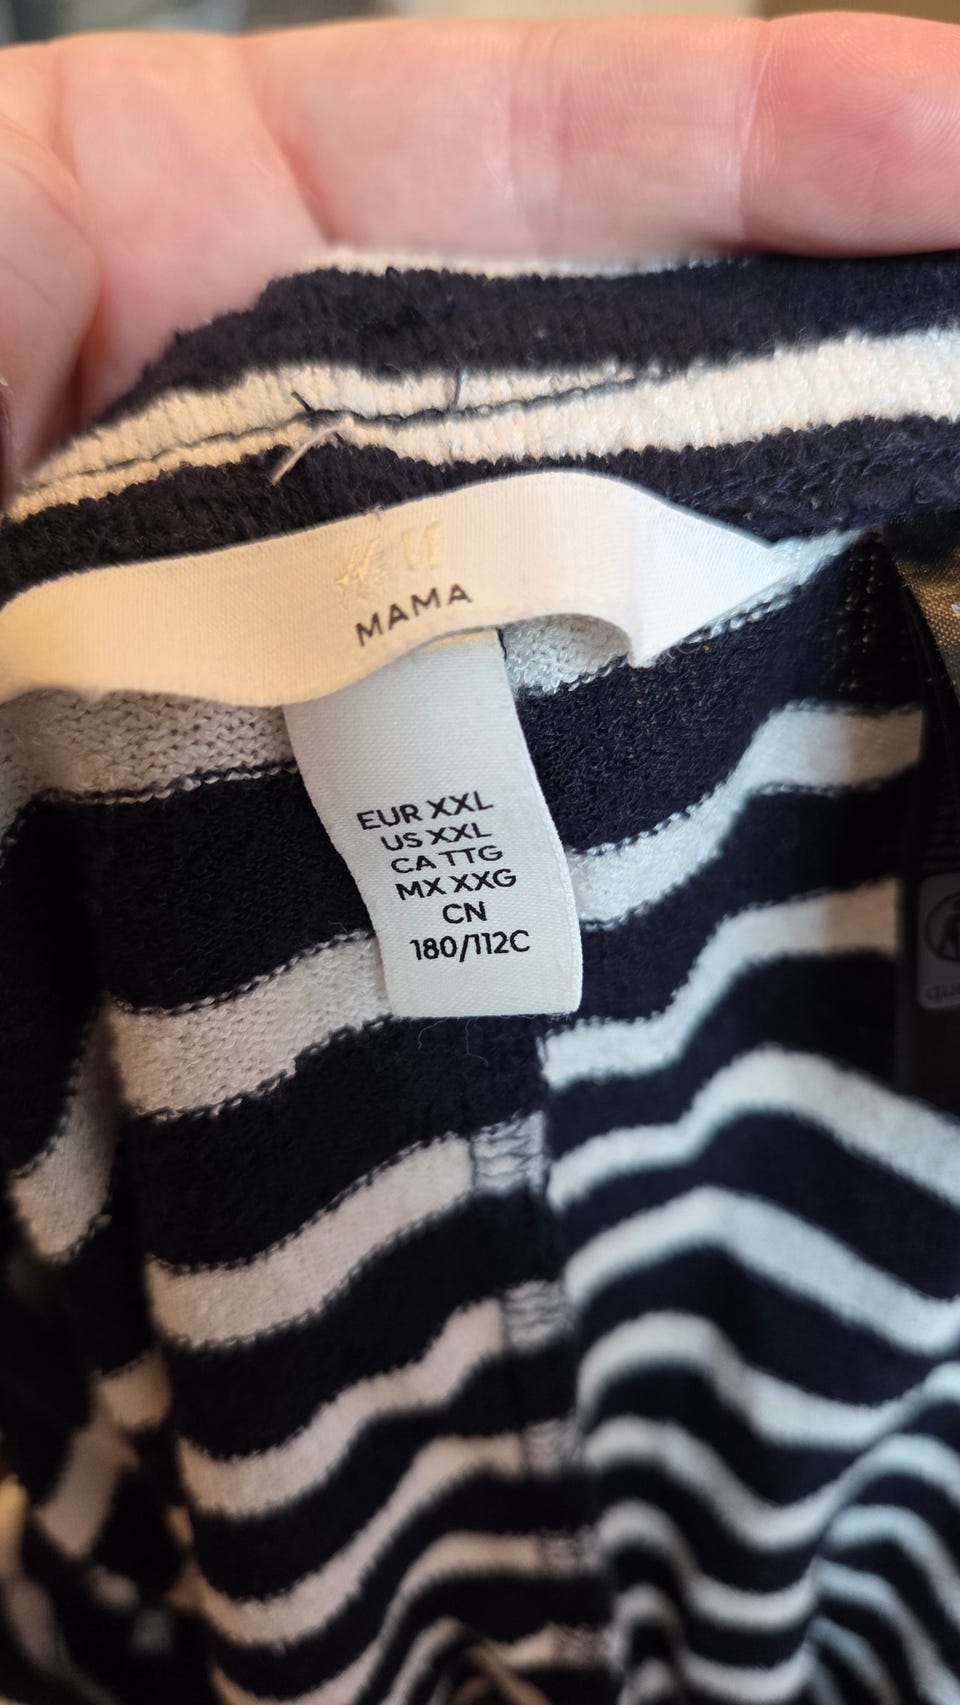 H&M
MAMA
EUR XXL
US XXL
CA TTG
MX XXG
CN
180/112C